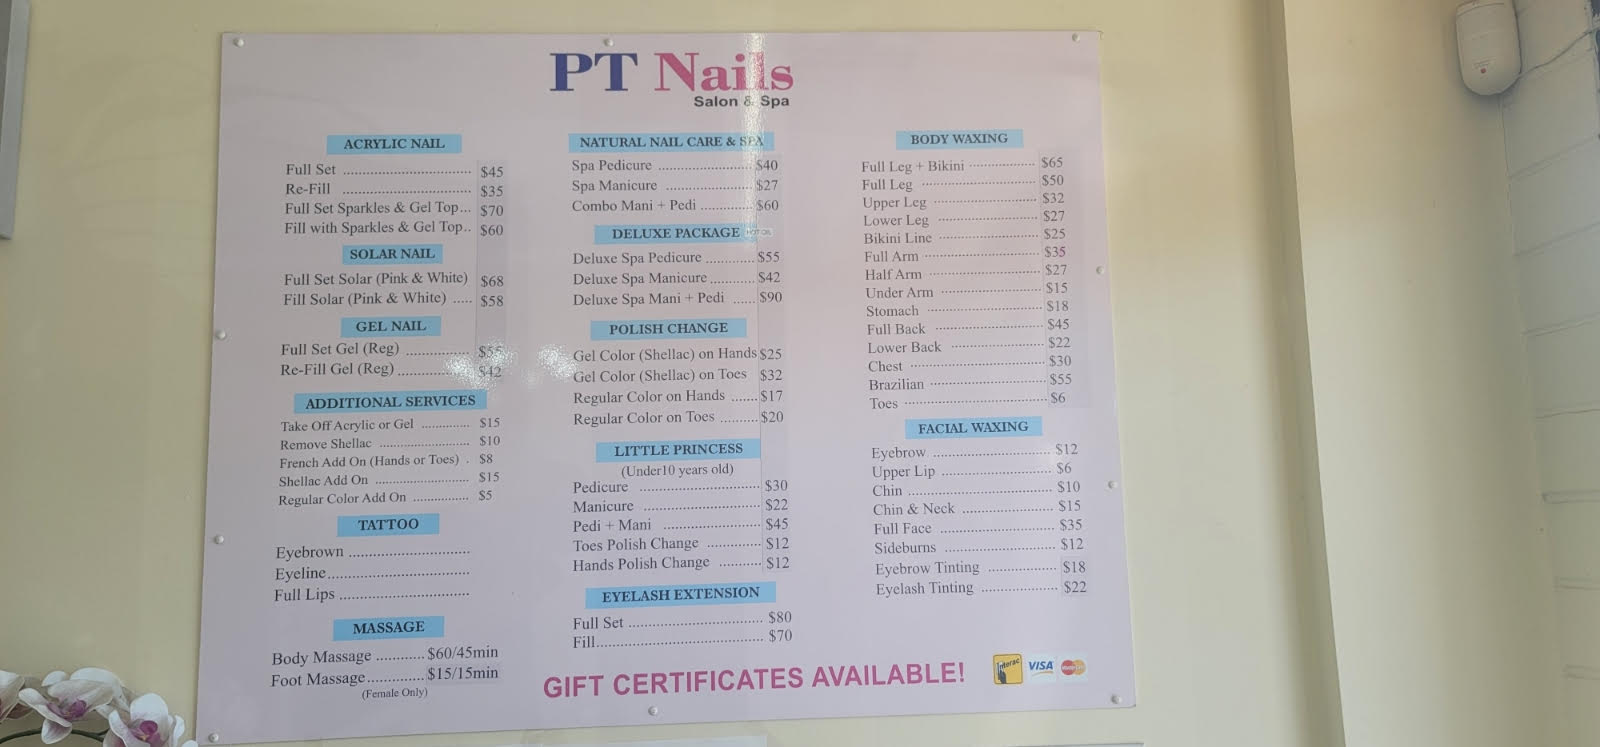 PT Nails
Salon & Spa
ACRYLIC NAIL
Full Set ................................ $45
Re-Fill ................................ $35
Full Set Sparkles & Gel Top... $70
Fill with Sparkles & Gel Top.. $60
SOLAR NAIL
Full Set Solar (Pink & White) $68
Fill Solar (Pink & White) ..... $58
GEL NAIL
Full Set Gel (Reg) ................ $55
Re-Fill Gel (Reg) .................. $42
ADDITIONAL SERVICES
Take Off Acrylic or Gel ............. $15
Remove Shellac ........................ $10
French Add On (Hands or Toes) . $8
Shellac Add On ......................... $15
Regular Color Add On ............... $5
TATTOO
Eyebrown ..............................
Eyeline...................................
Full Lips ................................
MASSAGE
Body Massage ............ $60/45min
Foot Massage.............. $15/15min
(Female Only)
NATURAL NAIL CARE & SPA
Spa Pedicure ........................ $40
Spa Manicure ...................... $27
Combo Mani + Pedi ............. $60
DELUXE PACKAGE HOT OIL
Deluxe Spa Pedicure ............ $55
Deluxe Spa Manicure........... $42
Deluxe Spa Mani + Pedi ...... $90
POLISH CHANGE
Gel Color (Shellac) on Hands $25
Gel Color (Shellac) on Toes $32
Regular Color on Hands ....... $17
Regular Color on Toes .......... $20
LITTLE PRINCESS
(Under10 years old)
Pedicure ............................... $30
Manicure .............................. $22
Pedi + Mani ......................... $45
Toes Polish Change .............. $12
Hands Polish Change ........... $12
EYELASH EXTENSION
Full Set .................................. $80
Fill.......................................... $70
BODY WAXING
Full Leg + Bikini .................. $65
Full Leg ............................... $50
Upper Leg ............................ $32
Lower Leg ........................... $27
Bikini Line ........................... $25
Full Arm ............................... $35
Half Arm .............................. $27
Under Arm ........................... $15
Stomach ............................... $18
Full Back ............................. $45
Lower Back ......................... $22
Chest .................................... $30
Brazilian ............................... $55
Toes ...................................... $6
FACIAL WAXING
Eyebrow ............................... $12
Upper Lip ............................. $6
Chin ...................................... $10
Chin & Neck ........................ $15
Full Face .............................. $35
Sideburns ............................. $12
Eyebrow Tinting .................. $18
Eyelash Tinting .................... $22
GIFT CERTIFICATES AVAILABLE!
Interac VISA MasterCard